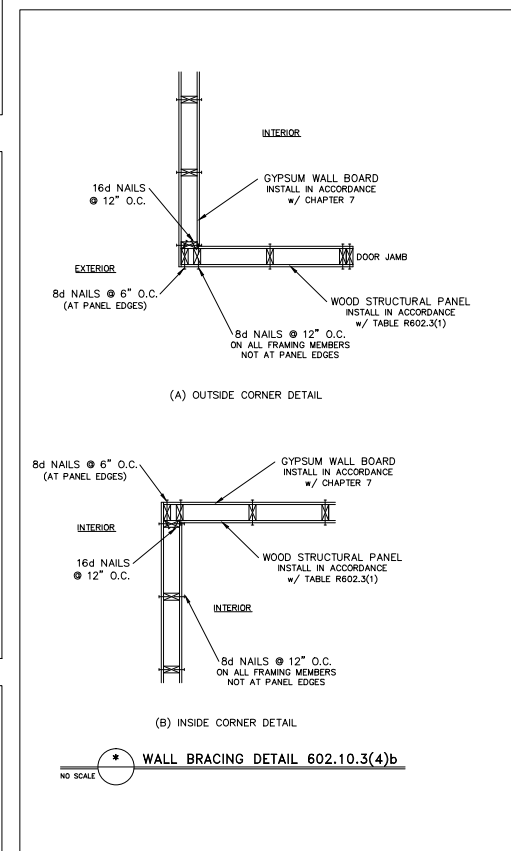 INTERIOR
GYPSUM WALL BOARD
INSTALL IN ACCORDANCE
w/ CHAPTER 7
16d NAILS
@ 12" O.C.
DOOR JAMB
EXTERIOR
8d NAILS @ 6" O.C.
(AT PANEL EDGES)
WOOD STRUCTURAL PANEL
INSTALL IN ACCORDANCE
w/ TABLE R602.3(1)
8d NAILS @ 12" O.C.
ON ALL FRAMING MEMBERS
NOT AT PANEL EDGES
(A) OUTSIDE CORNER DETAIL
8d NAILS @ 6" O.C.
(AT PANEL EDGES)
GYPSUM WALL BOARD
INSTALL IN ACCORDANCE
w/ CHAPTER 7
INTERIOR
16d NAILS
@ 12" O.C.
WOOD STRUCTURAL PANEL
INSTALL IN ACCORDANCE
w/ TABLE R602.3(1)
INTERIOR
8d NAILS @ 12" O.C.
ON ALL FRAMING MEMBERS
NOT AT PANEL EDGES
(B) INSIDE CORNER DETAIL
* WALL BRACING DETAIL 602.10.3(4)b
NO SCALE